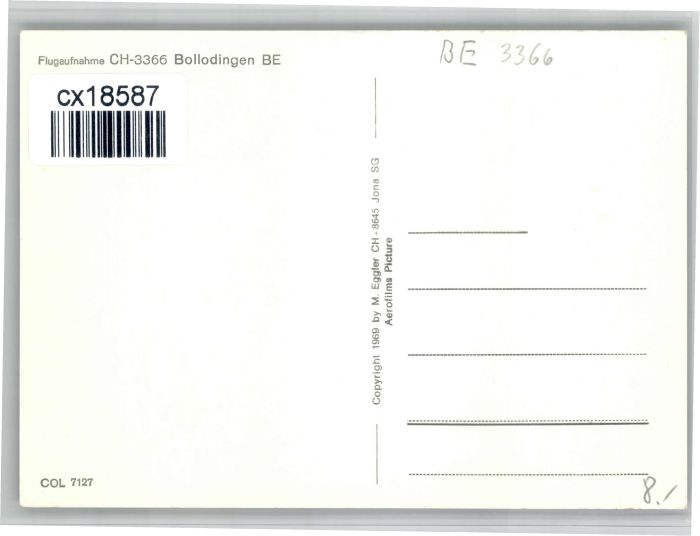 Flugaufnahme CH-3366 Bollodingen BE
BE 3366
cx18587
Copyright 1969 by M. Eggler CH-8645 Jona SG
Aerofilms Picture
COL 7127
8.-